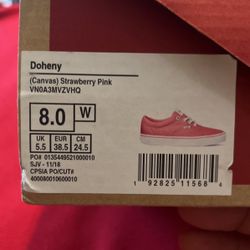 Doheny
(Canvas) Strawberry Pink
VN0A3MVZVHQ
8.0 W
UK EUR CM
5.5 38.5 24.5
PO# 0135449521000010
SJV - 11/18
CPSIA PO/CUT#
400080010600010
1 92825 11568 4